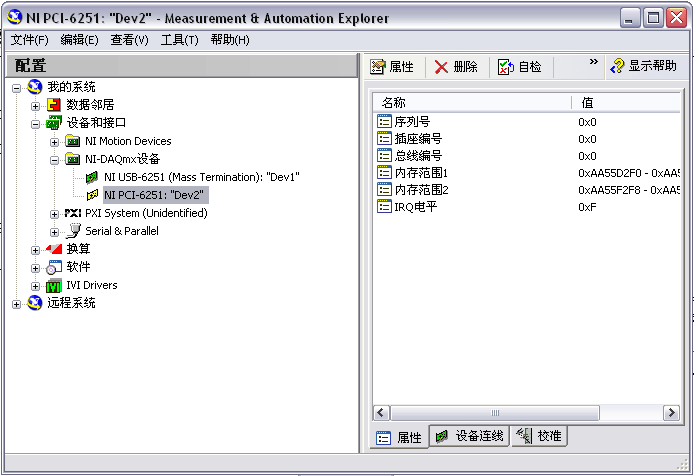 NI PCI-6251: "Dev2" - Measurement & Automation Explorer
文件(F) 编辑(E) 查看(V) 工具(T) 帮助(H)
配置
我的系统
数据邻居
设备和接口
NI Motion Devices
NI-DAQmx设备
NI USB-6251 (Mass Termination): "Dev1"
NI PCI-6251: "Dev2"
PXI PXI System (Unidentified)
Serial & Parallel
换算
软件
IVI Drivers
远程系统
属性 删除 自检 » 显示帮助
名称 值
序列号 0x0
插座编号 0x0
总线编号 0x0
内存范围1 0xAA55D2F0 - 0xAA5
内存范围2 0xAA55F2F8 - 0xAA5
IRQ电平 0xF
属性 设备连线 校准